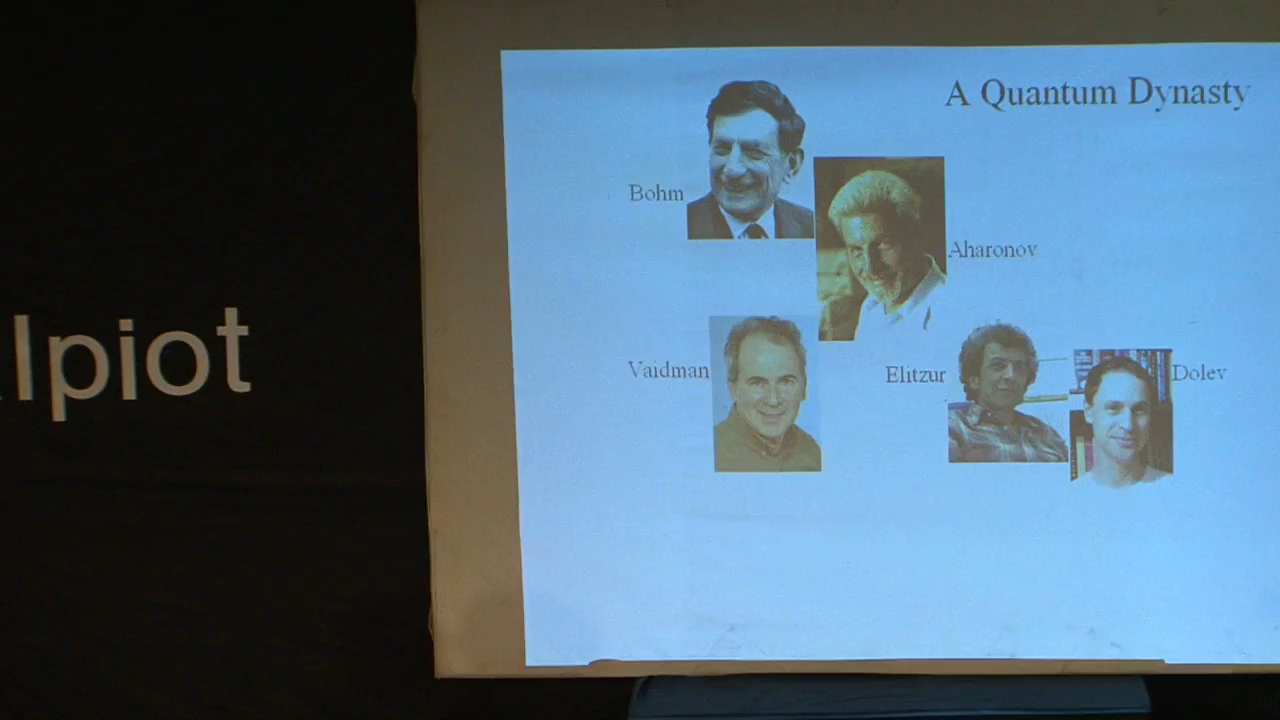 A Quantum Dynasty
Bohm
Aharonov
Vaidman
Elitzur
Dolev
lpiot